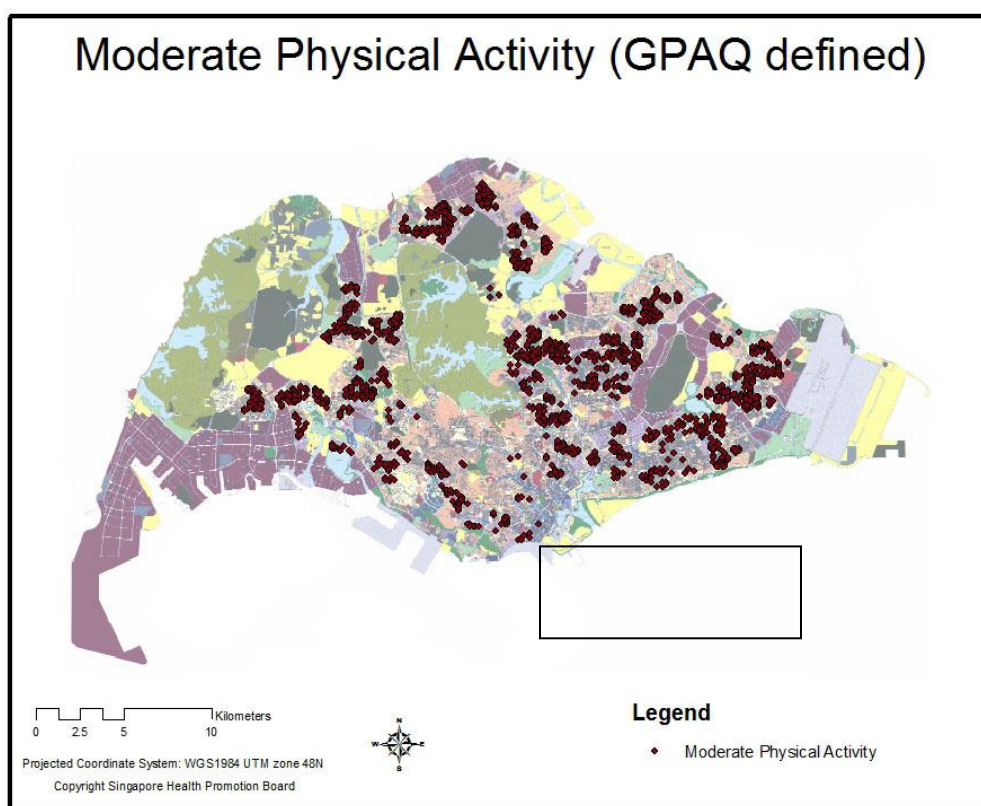 Moderate Physical Activity (GPAQ defined)
Kilometers
0 2.5 5 10
Projected Coordinate System: WGS1984 UTM zone 48N
Copyright Singapore Health Promotion Board
N
W E
S
Legend
Moderate Physical Activity